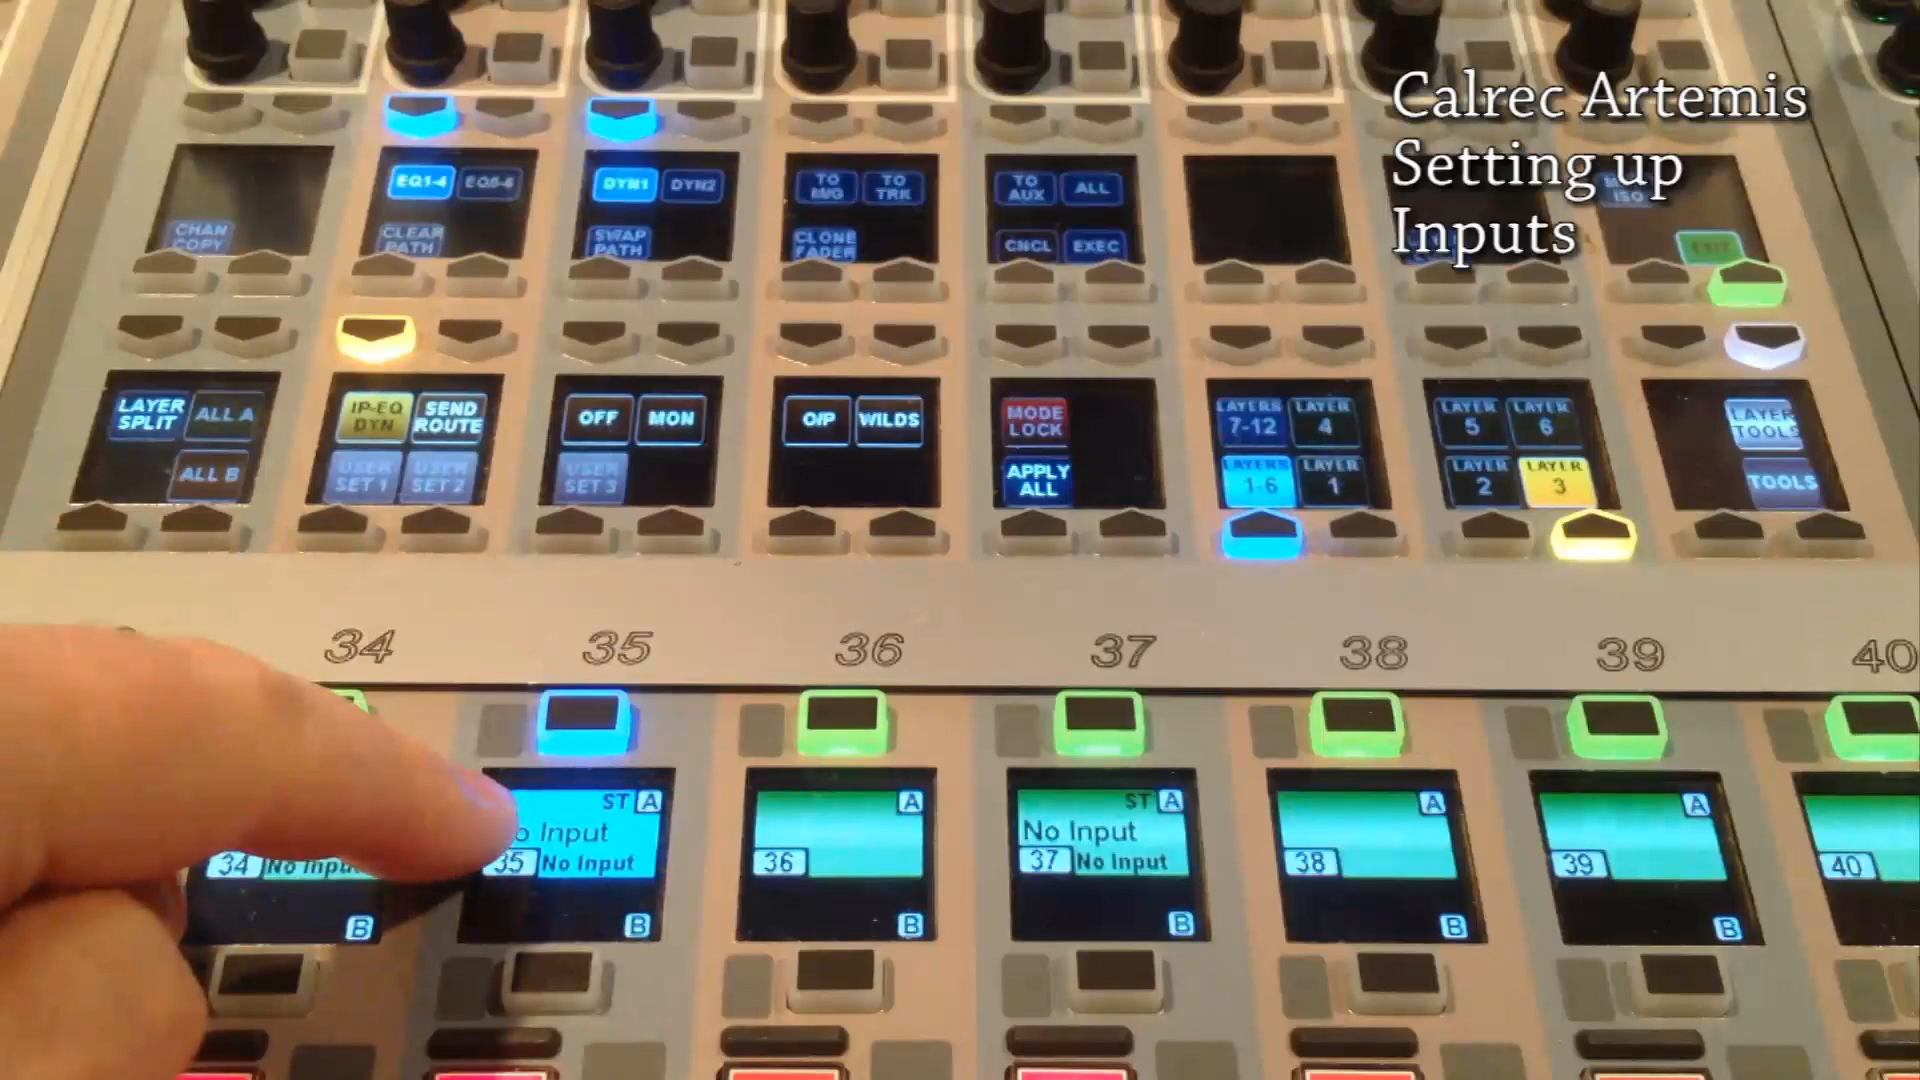 Calrec Artemis
Setting up
Inputs
EQ1-4 EQ5-6
DYN1 DYN2
TO M/G TO TRK
TO AUX ALL
ISO
CHAN COPY
CLEAR PATH
SWAP PATH
CLONE FADER
CNCL EXEC
EXIT
LAYER SPLIT ALL A
ALL B
IP-EQ DYN SEND ROUTE
USER SET 1 USER SET 2
OFF MON
USER SET 3
O/P WILDS
MODE LOCK
APPLY ALL
LAYERS 7-12 LAYER 4
LAYERS 1-6 LAYER 1
LAYER 5 LAYER 6
LAYER 2 LAYER 3
LAYER TOOLS
TOOLS
34 35 36 37 38 39 40
34 No Input
B
ST A
Input
35 No Input
B
A
36
B
ST A
No Input
37 No Input
B
A
38
B
A
39
B
40